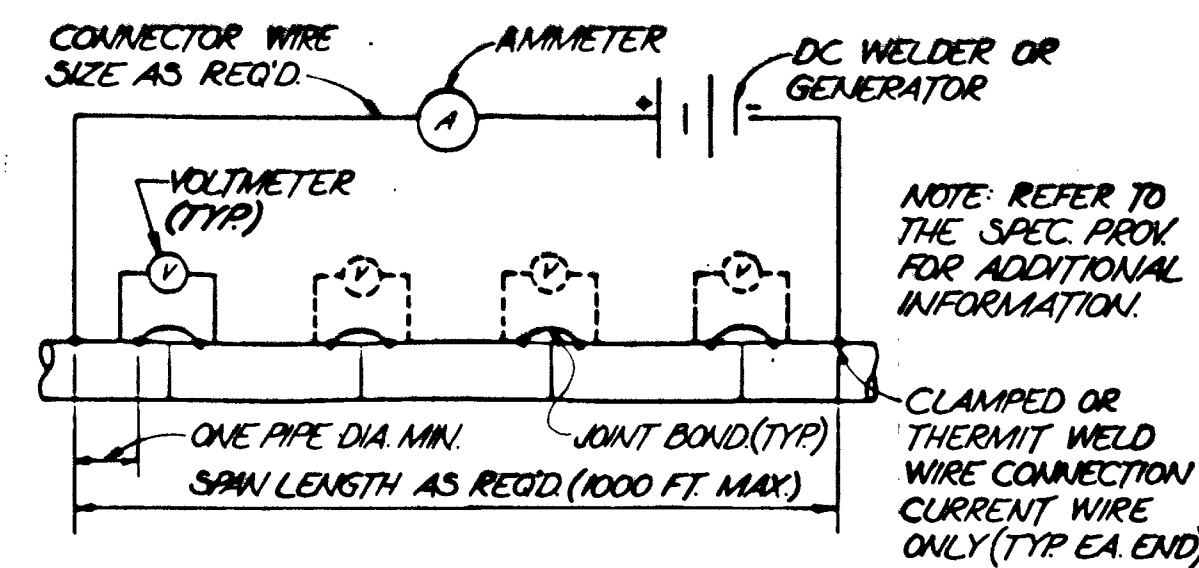 CONNECTOR WIRE
SIZE AS REQ'D.
AMMETER
DC WELDER OR
GENERATOR
A
+
-
VOLTMETER
(TYP.)
V
V
V
V
NOTE: REFER TO
THE SPEC. PROV.
FOR ADDITIONAL
INFORMATION.
ONE PIPE DIA. MIN.
JOINT BOND.(TYP.)
SPAN LENGTH AS REQ'D. (1000 FT. MAX.)
CLAMPED OR
THERMIT WELD
WIRE CONNECTION
CURRENT WIRE
ONLY (TYP. EA. END)